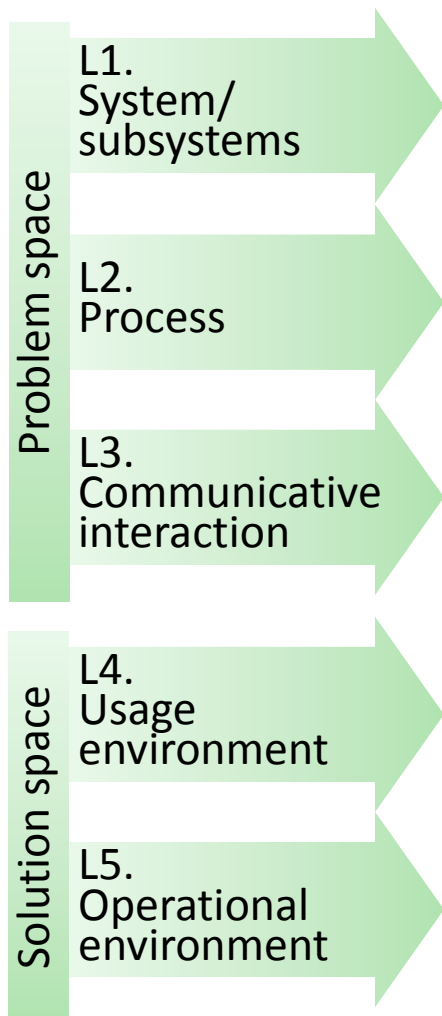 Problem space
L1.
System/
subsystems
L2.
Process
L3.
Communicative
interaction
Solution space
L4.
Usage
environment
L5.
Operational
environment